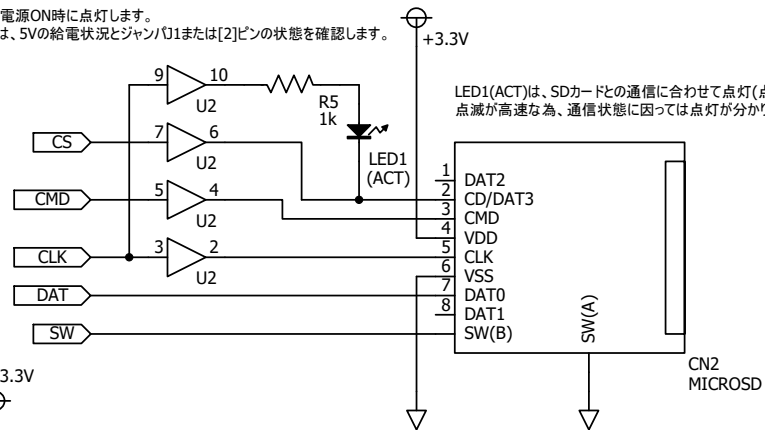 電源ON時に点灯します。
は、5Vの給電状況とジャンパJ1または[2]ピンの状態を確認します。
+3.3V
LED1(ACT)は、SDカードとの通信に合わせて点灯(点
点滅が高速な為、通信状態に因っては点灯が分かり
9 10
U2
R5
1k
LED1
(ACT)
CS
7 6
U2
CMD
5 4
U2
CLK
3 2
U2
DAT
SW
1 DAT2
2 CD/DAT3
3 CMD
4 VDD
5 CLK
6 VSS
7 DAT0
8 DAT1
SW(B)
SW(A)
CN2
MICROSD
3.3V